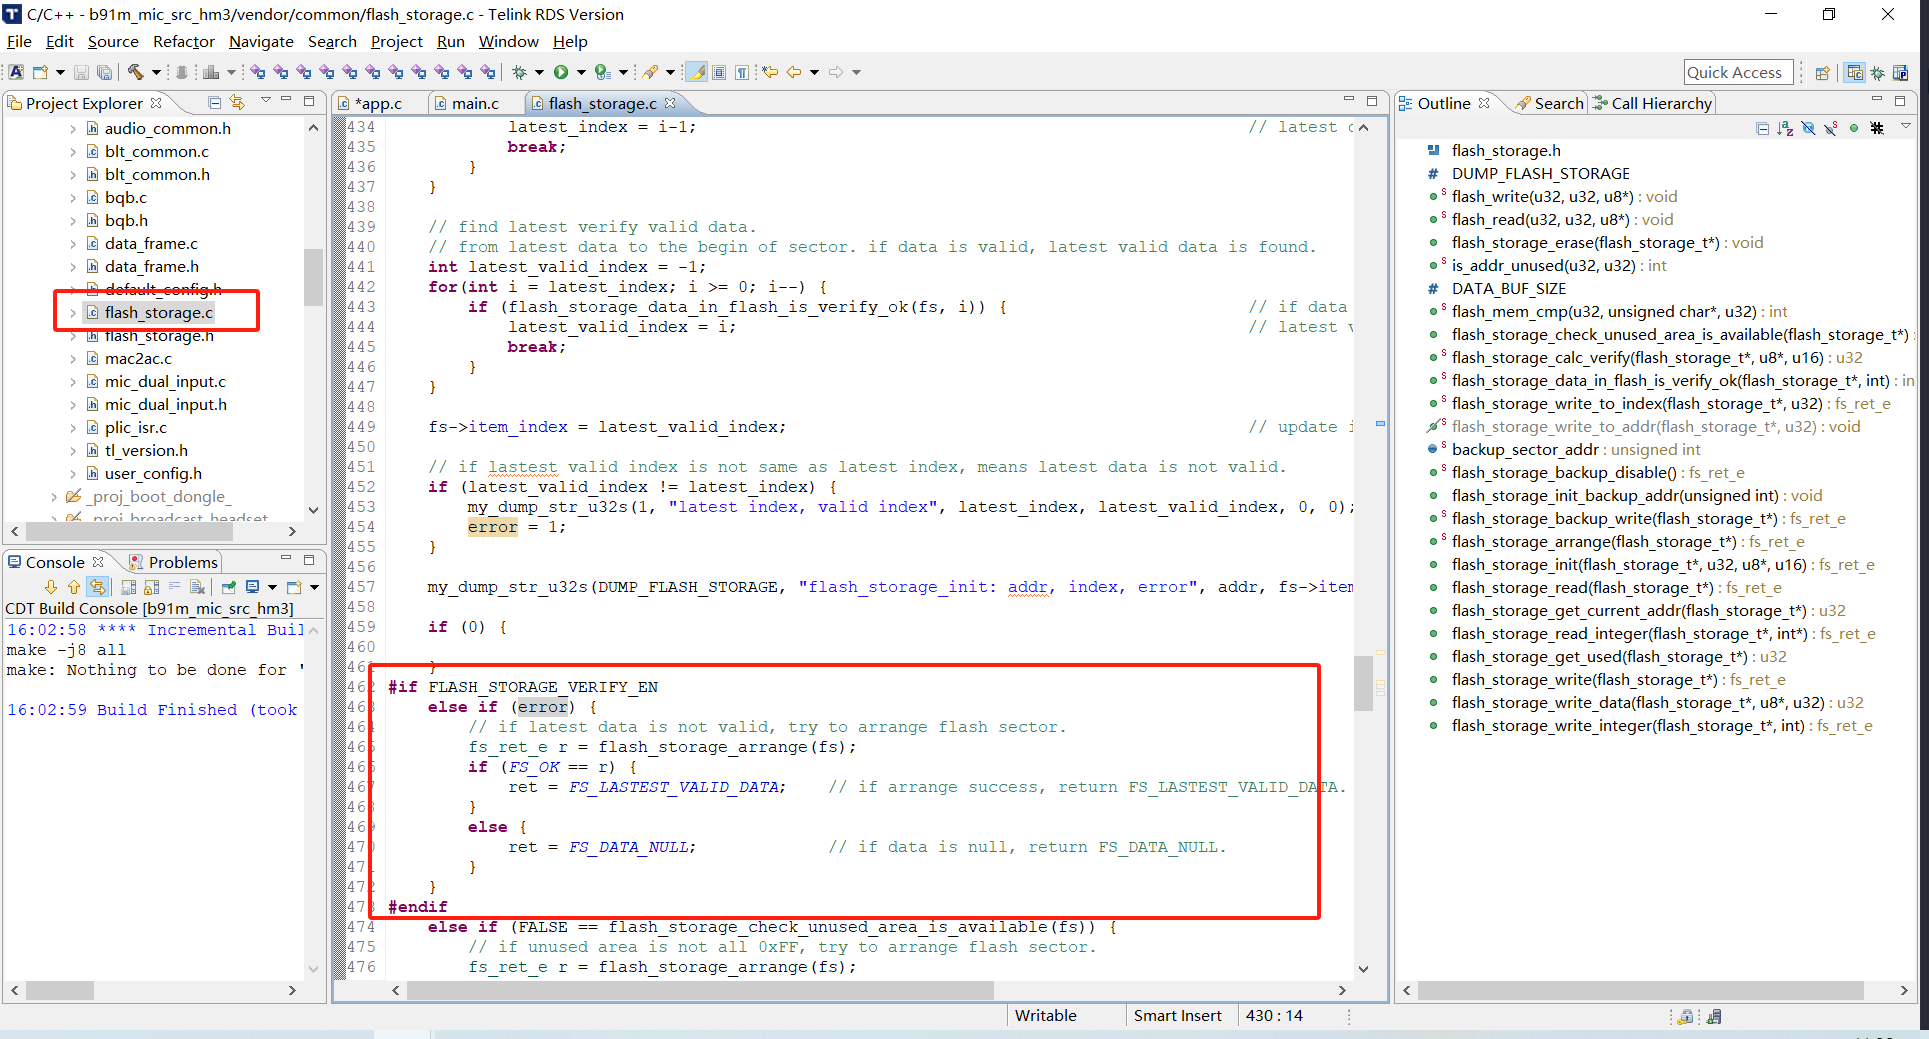 C/C++ - b91m_mic_src_hm3/vendor/common/flash_storage.c - Telink RDS Version
File Edit Source Refactor Navigate Search Project Run Window Help
Quick Access
Project Explorer
audio_common.h
blt_common.c
blt_common.h
bqb.c
bqb.h
data_frame.c
data_frame.h
default_config.h
flash_storage.c
flash_storage.h
mac2ac.c
mic_dual_input.c
mic_dual_input.h
plic_isr.c
tl_version.h
user_config.h
_proj_boot_dongle_
_proj_broadcast_headset
Console Problems
CDT Build Console [b91m_mic_src_hm3]
16:02:58 **** Incremental Buil
make -j8 all
make: Nothing to be done for '
16:02:59 Build Finished (took
*app.c main.c flash_storage.c
434 latest_index = i-1; // latest
435 break;
436 }
437 }
438
439 // find latest verify valid data.
440 // from latest data to the begin of sector. if data is valid, latest valid data is found.
441 int latest_valid_index = -1;
442 for(int i = latest_index; i >= 0; i--) {
443 if (flash_storage_data_in_flash_is_verify_ok(fs, i)) { // if data
444 latest_valid_index = i; // latest
445 break;
446 }
447 }
448
449 fs->item_index = latest_valid_index; // update
450
451 // if lastest valid index is not same as latest index, means latest data is not valid.
452 if (latest_valid_index != latest_index) {
453 my_dump_str_u32s(1, "latest index, valid index", latest_index, latest_valid_index, 0, 0);
454 error = 1;
455 }
456
457 my_dump_str_u32s(DUMP_FLASH_STORAGE, "flash_storage_init: addr, index, error", addr, fs->item
458
459 if (0) {
460
461 }
462 #if FLASH_STORAGE_VERIFY_EN
463 else if (error) {
464 // if latest data is not valid, try to arrange flash sector.
465 fs_ret_e r = flash_storage_arrange(fs);
466 if (FS_OK == r) {
467 ret = FS_LASTEST_VALID_DATA; // if arrange success, return FS_LASTEST_VALID_DATA.
468 }
469 else {
470 ret = FS_DATA_NULL; // if data is null, return FS_DATA_NULL.
471 }
472 }
473 #endif
474 else if (FALSE == flash_storage_check_unused_area_is_available(fs)) {
475 // if unused area is not all 0xFF, try to arrange flash sector.
476 fs_ret_e r = flash_storage_arrange(fs);
Outline Search Call Hierarchy
flash_storage.h
DUMP_FLASH_STORAGE
flash_write(u32, u32, u8*) : void
flash_read(u32, u32, u8*) : void
flash_storage_erase(flash_storage_t*) : void
is_addr_unused(u32, u32) : int
DATA_BUF_SIZE
flash_mem_cmp(u32, unsigned char*, u32) : int
flash_storage_check_unused_area_is_available(flash_storage_t*) :
flash_storage_calc_verify(flash_storage_t*, u8*, u16) : u32
flash_storage_data_in_flash_is_verify_ok(flash_storage_t*, int) : in
flash_storage_write_to_index(flash_storage_t*, u32) : fs_ret_e
flash_storage_write_to_addr(flash_storage_t*, u32) : void
backup_sector_addr : unsigned int
flash_storage_backup_disable() : fs_ret_e
flash_storage_init_backup_addr(unsigned int) : void
flash_storage_backup_write(flash_storage_t*) : fs_ret_e
flash_storage_arrange(flash_storage_t*) : fs_ret_e
flash_storage_init(flash_storage_t*, u32, u8*, u16) : fs_ret_e
flash_storage_read(flash_storage_t*) : fs_ret_e
flash_storage_get_current_addr(flash_storage_t*) : u32
flash_storage_read_integer(flash_storage_t*, int*) : fs_ret_e
flash_storage_get_used(flash_storage_t*) : u32
flash_storage_write(flash_storage_t*) : fs_ret_e
flash_storage_write_data(flash_storage_t*, u8*, u32) : u32
flash_storage_write_integer(flash_storage_t*, int) : fs_ret_e
Writable Smart Insert 430 : 14